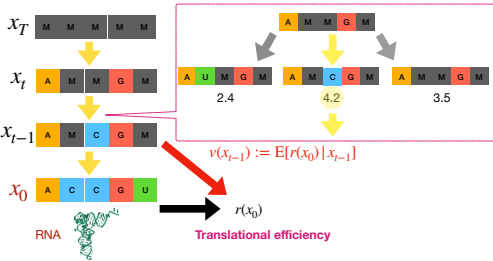 x_T M M M M M
x_t A M M G M
x_{t−1} A M C G M
x_0 A C C G U
RNA
A M M G M
A U M G M A M C G M A M M G M
2.4 4.2 3.5
v(x_{t−1}) := E[r(x_0) | x_{t−1}]
r(x_0)
Translational efficiency